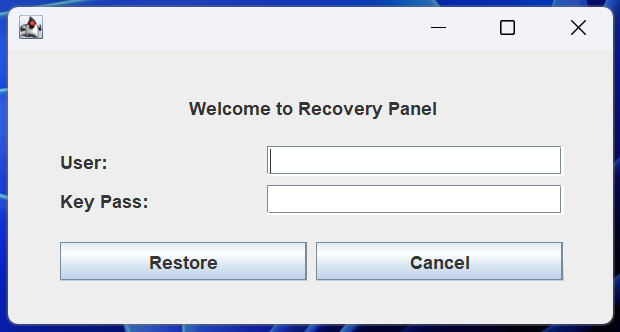 Welcome to Recovery Panel
User:
Key Pass:
Restore Cancel